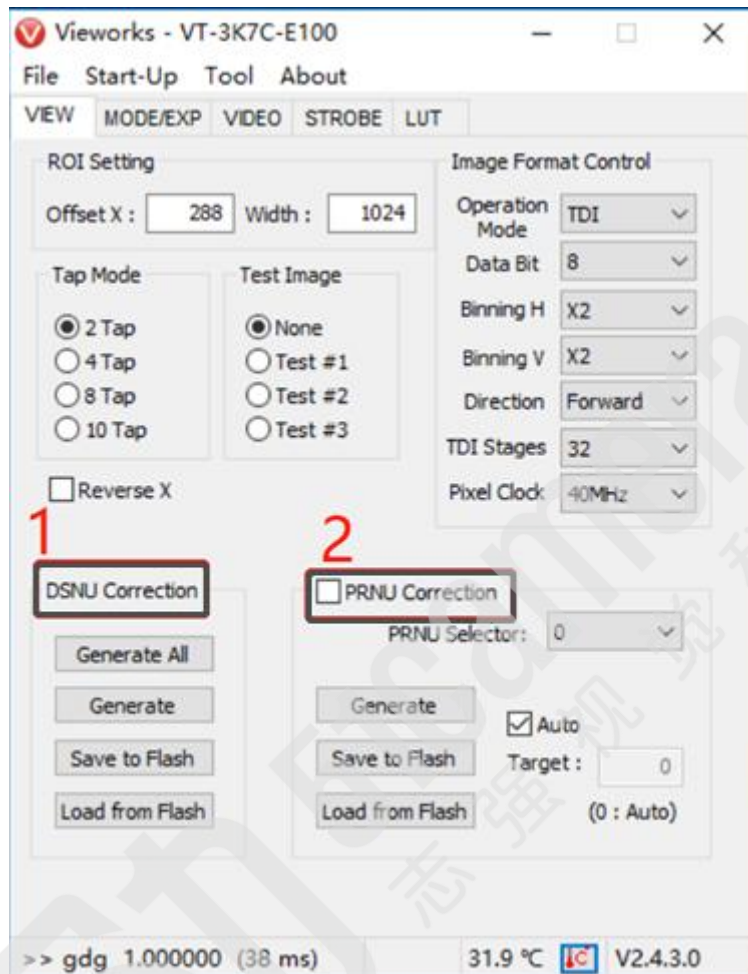 Vieworks - VT-3K7C-E100
File Start-Up Tool About
VIEW MODE/EXP VIDEO STROBE LUT
ROI Setting
Offset X : 288 Width : 1024
Tap Mode
2 Tap
4 Tap
8 Tap
10 Tap
Test Image
None
Test #1
Test #2
Test #3
Reverse X
Image Format Control
Operation Mode TDI
Data Bit 8
Binning H X2
Binning V X2
Direction Forward
TDI Stages 32
Pixel Clock 40MHz
1
DSNU Correction
Generate All
Generate
Save to Flash
Load from Flash
2
PRNU Correction
PRNU Selector: 0
Generate
Save to Flash
Load from Flash
Auto
Target : 0
(0 : Auto)
>> gdg 1.000000 (38 ms) 31.9 ℃ V2.4.3.0
志强视觉